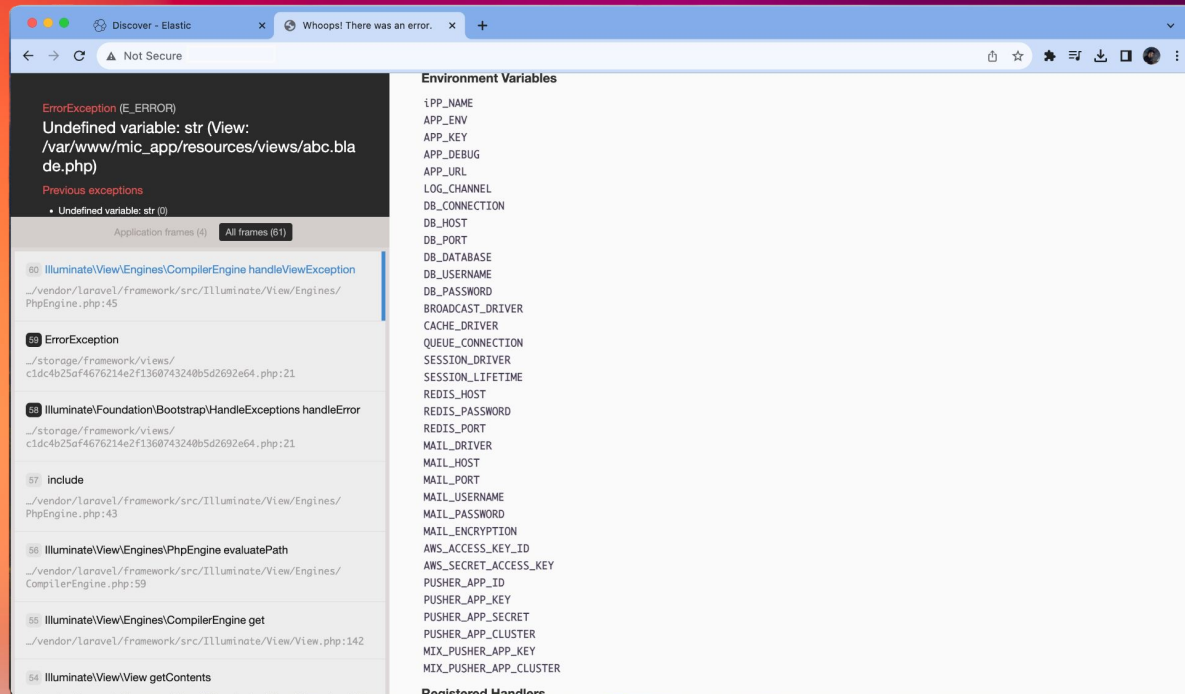 Discover - Elastic
Whoops! There was an error.
Not Secure
ErrorException (E_ERROR)
Undefined variable: str (View:
/var/www/mic_app/resources/views/abc.bla
de.php)
Previous exceptions
• Undefined variable: str (0)
Application frames (4) All frames (61)
60 Illuminate\View\Engines\CompilerEngine handleViewException
…/vendor/laravel/framework/src/Illuminate/View/Engines/
PhpEngine.php:45
59 ErrorException
…/storage/framework/views/
c1dc4b25af4676214e2f1360743240b5d2692e64.php:21
58 Illuminate\Foundation\Bootstrap\HandleExceptions handleError
…/storage/framework/views/
c1dc4b25af4676214e2f1360743240b5d2692e64.php:21
57 include
…/vendor/laravel/framework/src/Illuminate/View/Engines/
PhpEngine.php:43
56 Illuminate\View\Engines\PhpEngine evaluatePath
…/vendor/laravel/framework/src/Illuminate/View/Engines/
CompilerEngine.php:59
55 Illuminate\View\Engines\CompilerEngine get
…/vendor/laravel/framework/src/Illuminate/View/View.php:142
54 Illuminate\View\View getContents
Environment Variables
iPP_NAME
APP_ENV
APP_KEY
APP_DEBUG
APP_URL
LOG_CHANNEL
DB_CONNECTION
DB_HOST
DB_PORT
DB_DATABASE
DB_USERNAME
DB_PASSWORD
BROADCAST_DRIVER
CACHE_DRIVER
QUEUE_CONNECTION
SESSION_DRIVER
SESSION_LIFETIME
REDIS_HOST
REDIS_PASSWORD
REDIS_PORT
MAIL_DRIVER
MAIL_HOST
MAIL_PORT
MAIL_USERNAME
MAIL_PASSWORD
MAIL_ENCRYPTION
AWS_ACCESS_KEY_ID
AWS_SECRET_ACCESS_KEY
PUSHER_APP_ID
PUSHER_APP_KEY
PUSHER_APP_SECRET
PUSHER_APP_CLUSTER
MIX_PUSHER_APP_KEY
MIX_PUSHER_APP_CLUSTER
Registered Handlers